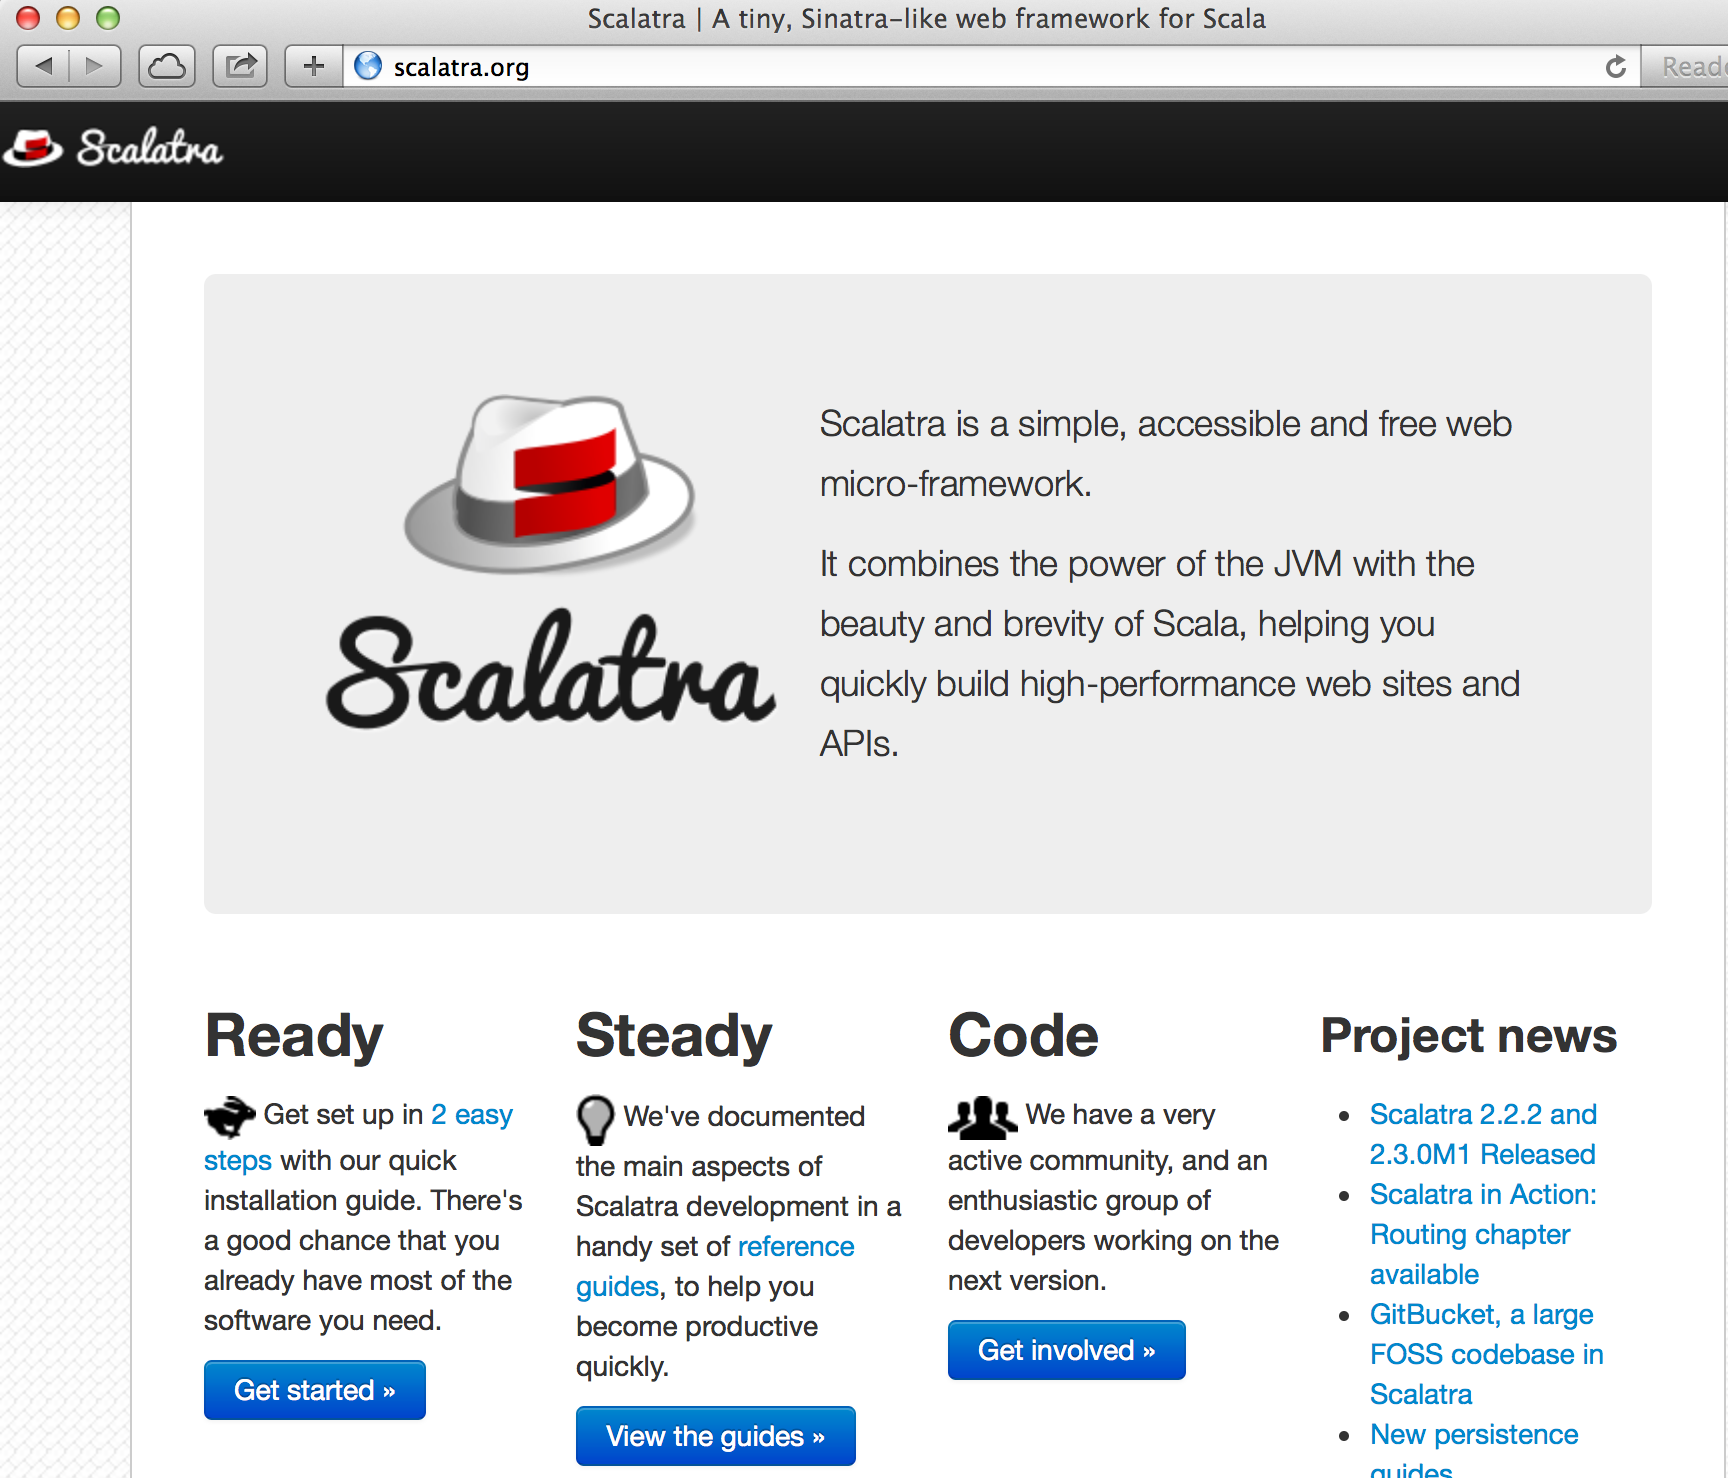 Scalatra | A tiny, Sinatra-like web framework for Scala
scalatra.org
Scalatra
Scalatra is a simple, accessible and free web
micro-framework.
It combines the power of the JVM with the
beauty and brevity of Scala, helping you
quickly build high-performance web sites and
APIs.
Scalatra
Ready
Get set up in 2 easy
steps with our quick
installation guide. There's
a good chance that you
already have most of the
software you need.
Get started »
Steady
We've documented
the main aspects of
Scalatra development in a
handy set of reference
guides, to help you
become productive
quickly.
View the guides »
Code
We have a very
active community, and an
enthusiastic group of
developers working on the
next version.
Get involved »
Project news
• Scalatra 2.2.2 and
2.3.0M1 Released
• Scalatra in Action:
Routing chapter
available
• GitBucket, a large
FOSS codebase in
Scalatra
• New persistence
guides